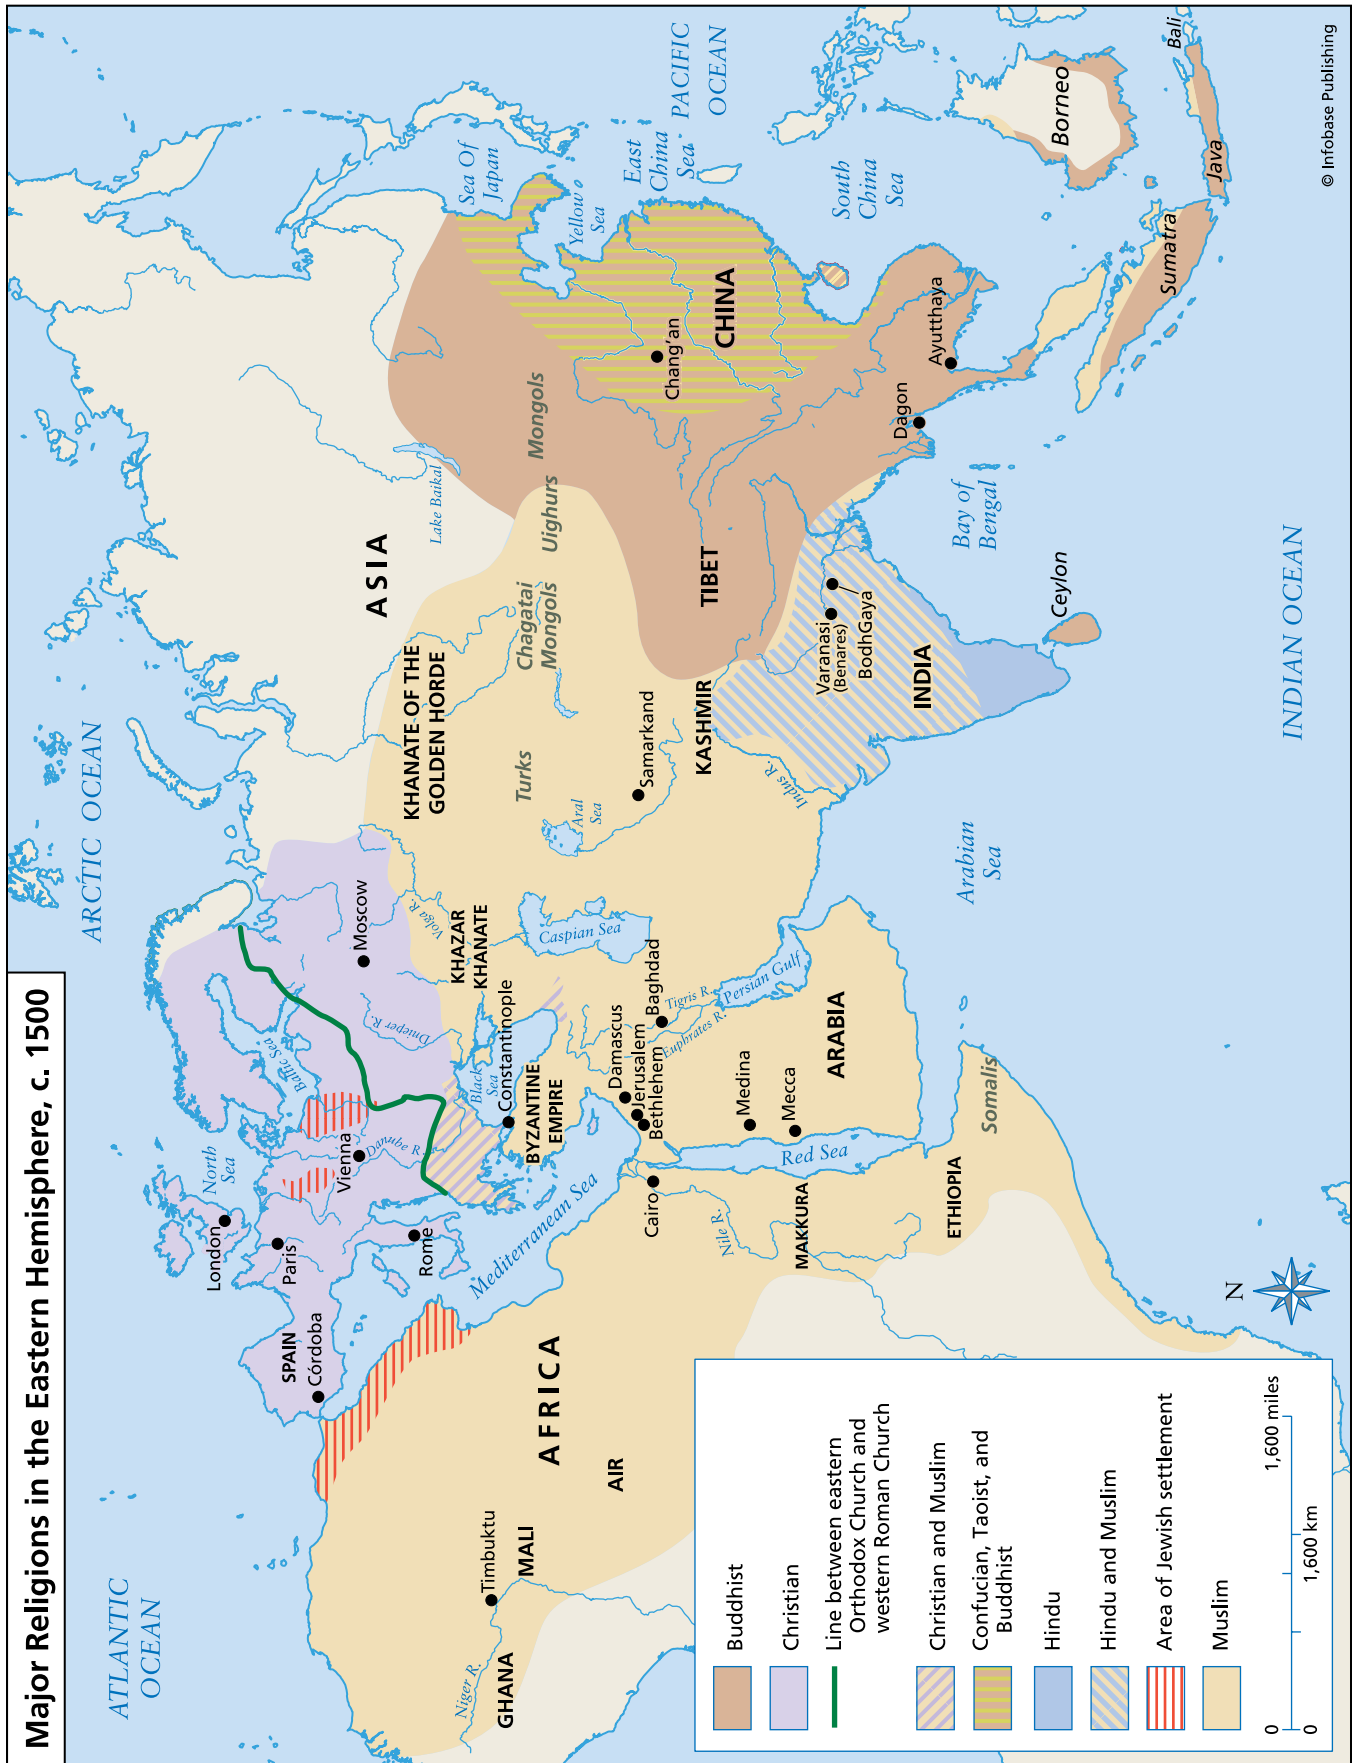 Major Religions in the Eastern Hemisphere, c. 1500
ARCTIC OCEAN
ATLANTIC
OCEAN
PACIFIC
OCEAN
INDIAN OCEAN
North
Sea
Baltic Sea
Black
Sea
Caspian Sea
Aral
Sea
Mediterranean Sea
Red Sea
Persian Gulf
Arabian
Sea
Bay of
Bengal
South
China
Sea
East
China
Sea
Yellow
Sea
Sea Of
Japan
Lake Baikal
Volga R.
Dnieper R.
Danube R.
Tigris R.
Euphrates R.
Indus R.
Nile R.
Niger R.
ASIA
AFRICA
SPAIN
KHANATE OF THE
GOLDEN HORDE
KHAZAR
KHANATE
BYZANTINE
EMPIRE
ARABIA
KASHMIR
TIBET
INDIA
CHINA
MAKKURA
ETHIOPIA
AIR
MALI
GHANA
Turks
Chagatai
Mongols
Uighurs
Mongols
Somalis
London
Paris
Córdoba
Rome
Vienna
Moscow
Constantinople
Damascus
Jerusalem
Bethlehem
Baghdad
Cairo
Medina
Mecca
Timbuktu
Samarkand
Varanasi
(Benares)
BodhGaya
Chang'an
Dagon
Ayutthaya
Ceylon
Sumatra
Java
Bali
Borneo
N
Buddhist
Christian
Line between eastern
Orthodox Church and
western Roman Church
Christian and Muslim
Confucian, Taoist, and
Buddhist
Hindu
Hindu and Muslim
Area of Jewish settlement
Muslim
0
1,600 miles
0
1,600 km
© Infobase Publishing